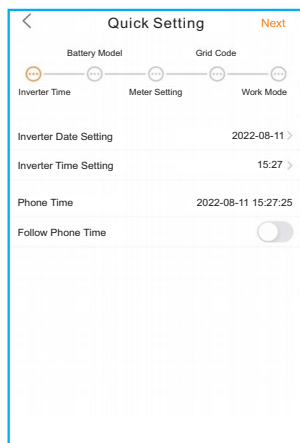 Quick Setting
Next
Battery Model
Grid Code
Inverter Time
Meter Setting
Work Mode
Inverter Date Setting
2022-08-11
Inverter Time Setting
15:27
Phone Time
2022-08-11 15:27:25
Follow Phone Time